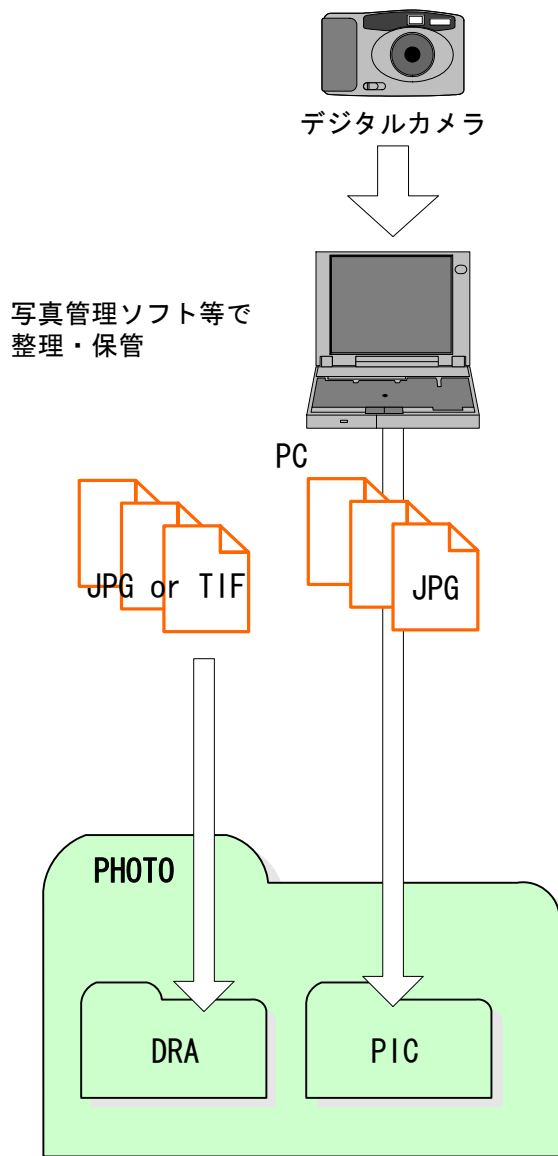 デジタルカメラ
写真管理ソフト等で
整理・保管
PC
JPG or TIF
JPG
PHOTO
DRA
PIC